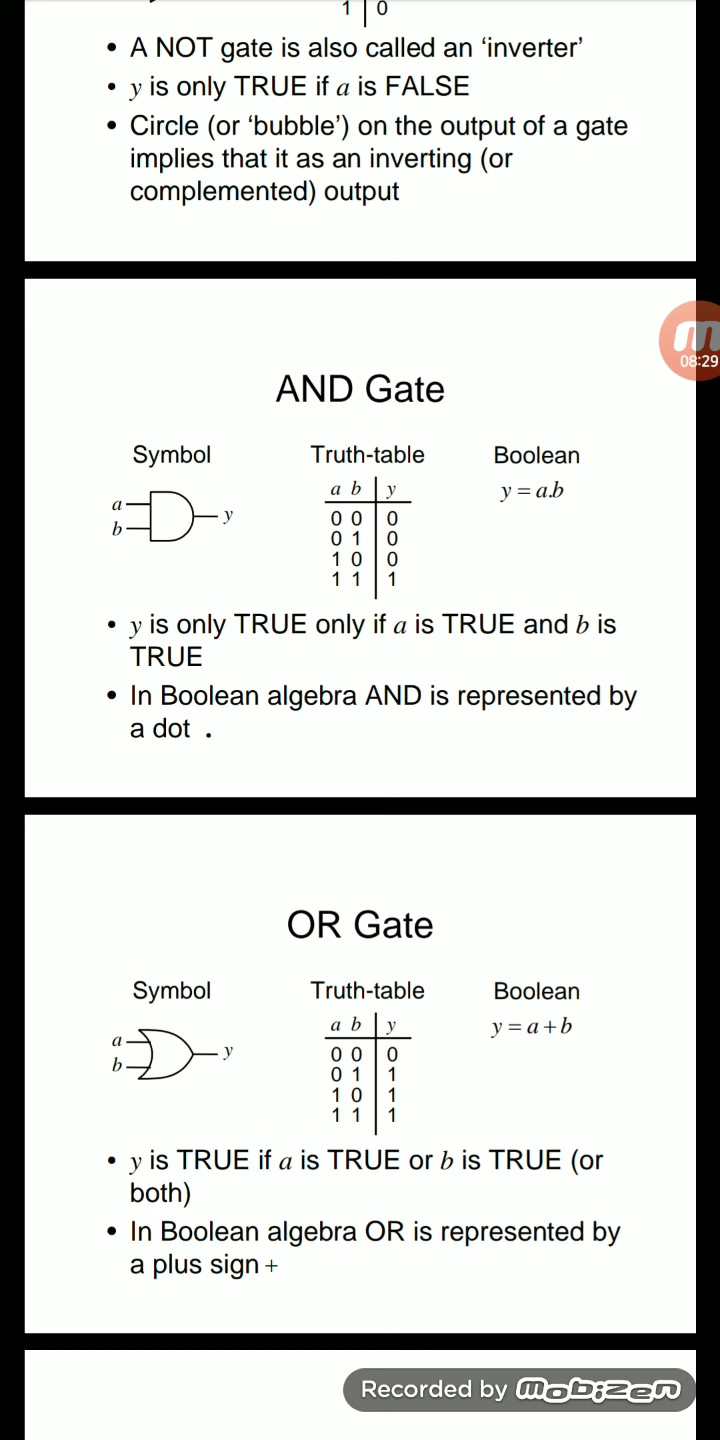 1 0
• A NOT gate is also called an ‘inverter’
• y is only TRUE if a is FALSE
• Circle (or ‘bubble’) on the output of a gate
implies that it as an inverting (or
complemented) output
08:29
AND Gate
Symbol Truth-table Boolean
a b y
y = a.b
a
b
y
0 0 0
0 1 0
1 0 0
1 1 1
• y is only TRUE only if a is TRUE and b is
TRUE
• In Boolean algebra AND is represented by
a dot .
OR Gate
Symbol Truth-table Boolean
a b y
y = a + b
a
b
y
0 0 0
0 1 1
1 0 1
1 1 1
• y is TRUE if a is TRUE or b is TRUE (or
both)
• In Boolean algebra OR is represented by
a plus sign +
Recorded by mobizen